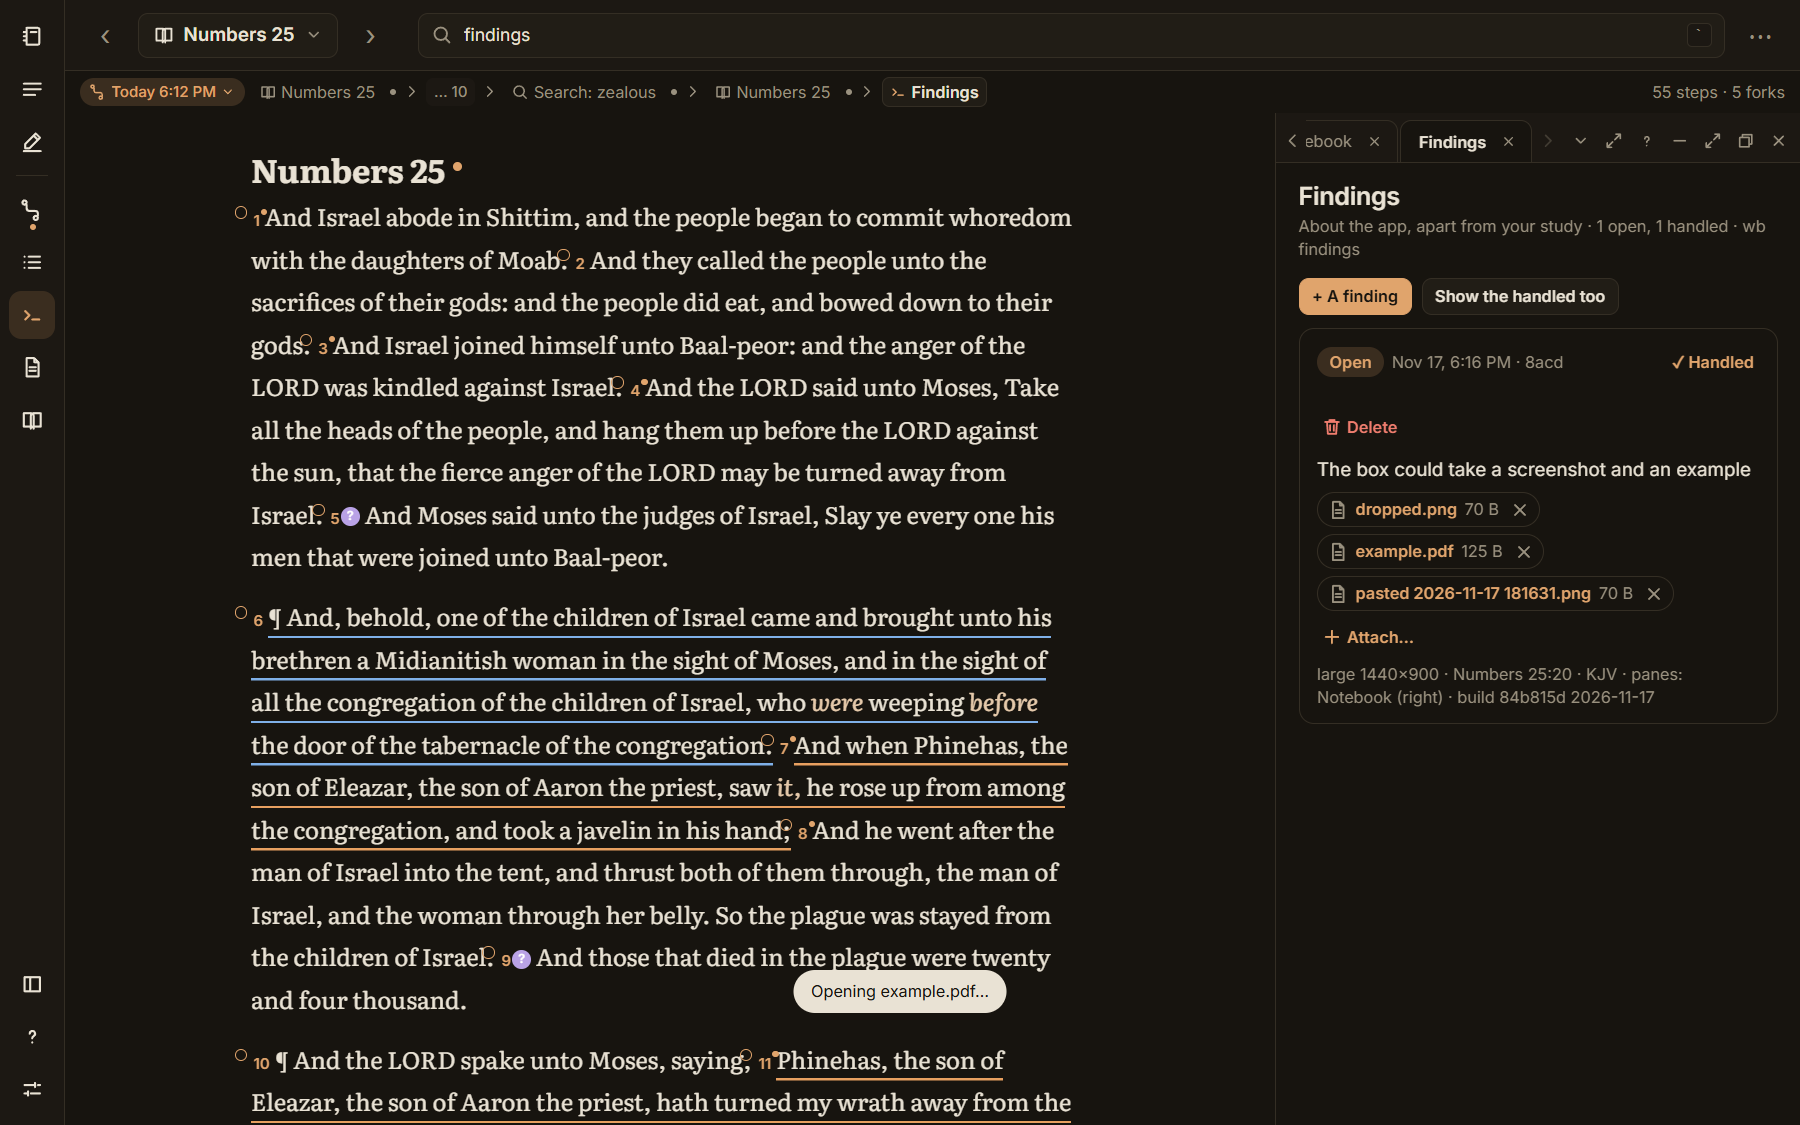 Numbers 25
findings
`
Today 6:12 PM
Numbers 25
... 10
Search: zealous
Numbers 25
Findings
55 steps · 5 forks
Numbers 25
1 And Israel abode in Shittim, and the people began to commit whoredom
with the daughters of Moab. 2 And they called the people unto the
sacrifices of their gods: and the people did eat, and bowed down to their
gods. 3 And Israel joined himself unto Baal-peor: and the anger of the
LORD was kindled against Israel. 4 And the LORD said unto Moses, Take
all the heads of the people, and hang them up before the LORD against
the sun, that the fierce anger of the LORD may be turned away from
Israel. 5 ? And Moses said unto the judges of Israel, Slay ye every one his
men that were joined unto Baal-peor.
6 ¶ And, behold, one of the children of Israel came and brought unto his
brethren a Midianitish woman in the sight of Moses, and in the sight of
all the congregation of the children of Israel, who were weeping before
the door of the tabernacle of the congregation. 7 And when Phinehas, the
son of Eleazar, the son of Aaron the priest, saw it, he rose up from among
the congregation, and took a javelin in his hand; 8 And he went after the
man of Israel into the tent, and thrust both of them through, the man of
Israel, and the woman through her belly. So the plague was stayed from
the children of Israel. 9 ? And those that died in the plague were twenty
and four thousand.
10 ¶ And the LORD spake unto Moses, saying, 11 Phinehas, the son of
Eleazar, the son of Aaron the priest, hath turned my wrath away from the
Opening example.pdf...
ebook
Findings
?
Findings
About the app, apart from your study · 1 open, 1 handled · wb
findings
+ A finding
Show the handled too
Open
Nov 17, 6:16 PM · 8acd
✓ Handled
Delete
The box could take a screenshot and an example
dropped.png 70 B
example.pdf 125 B
pasted 2026-11-17 181631.png 70 B
+ Attach...
large 1440×900 · Numbers 25:20 · KJV · panes:
Notebook (right) · build 84b815d 2026-11-17
?